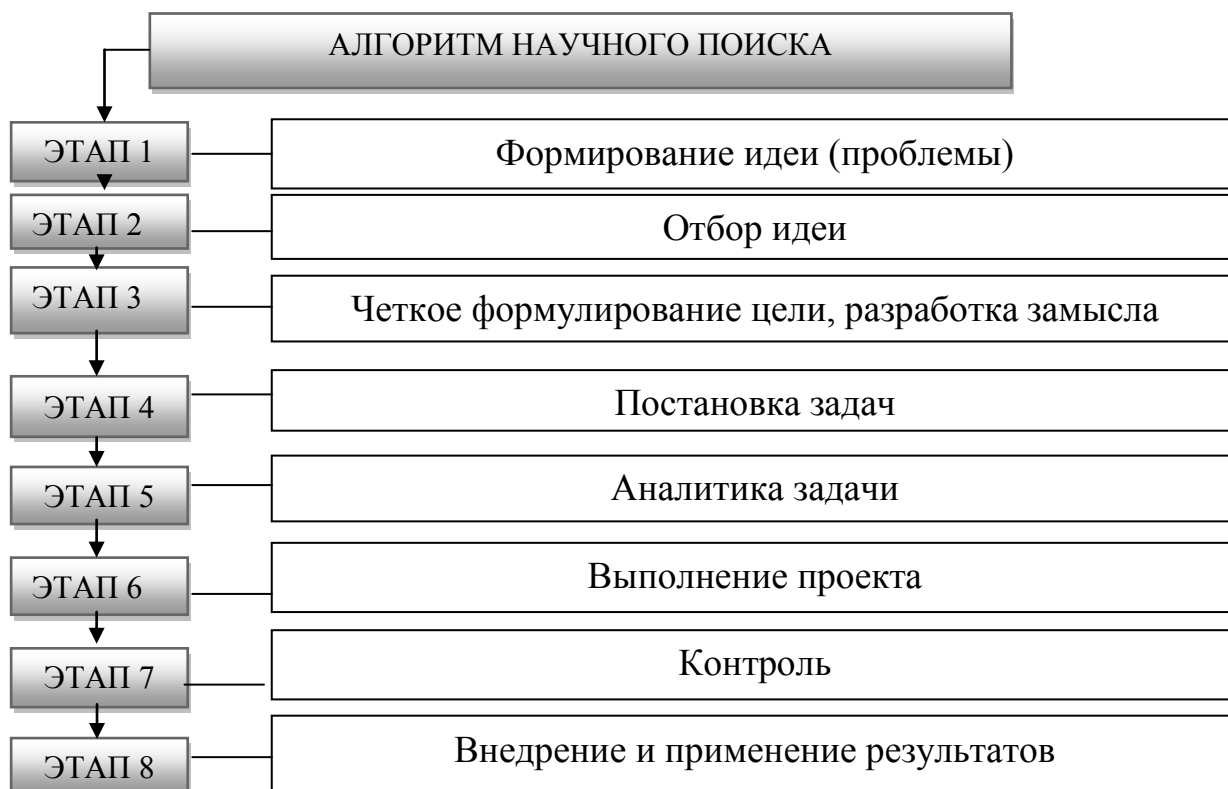 АЛГОРИТМ НАУЧНОГО ПОИСКА
ЭТАП 1
Формирование идеи (проблемы)
ЭТАП 2
Отбор идеи
ЭТАП 3
Четкое формулирование цели, разработка замысла
ЭТАП 4
Постановка задач
ЭТАП 5
Аналитика задачи
ЭТАП 6
Выполнение проекта
ЭТАП 7
Контроль
ЭТАП 8
Внедрение и применение результатов